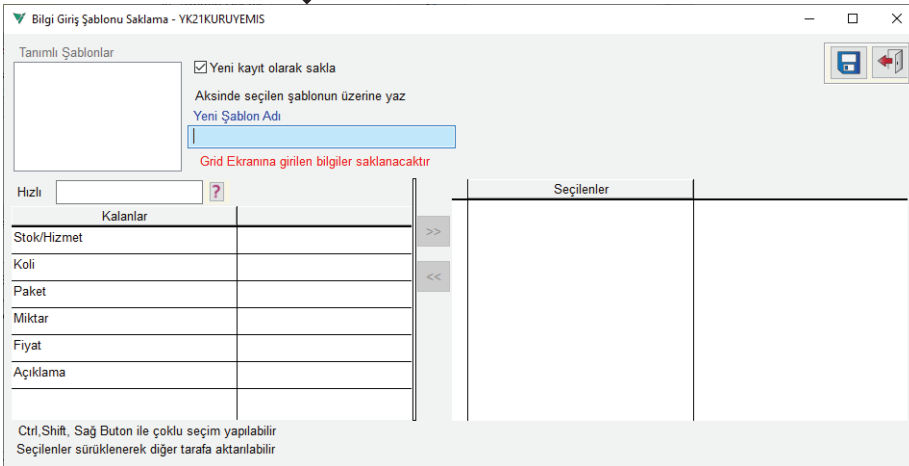 Bilgi Giriş Şablonu Saklama - YK21KURUYEMIS
Tanımlı Şablonlar
Yeni kayıt olarak sakla
Aksinde seçilen şablonun üzerine yaz
Yeni Şablon Adı
Grid Ekranına girilen bilgiler saklanacaktır
Hızlı
?
Kalanlar
Stok/Hizmet
Koli
Paket
Miktar
Fiyat
Açıklama
>>
<<
Seçilenler
Ctrl,Shift, Sağ Buton ile çoklu seçim yapılabilir
Seçilenler sürüklenerek diğer tarafa aktarılabilir